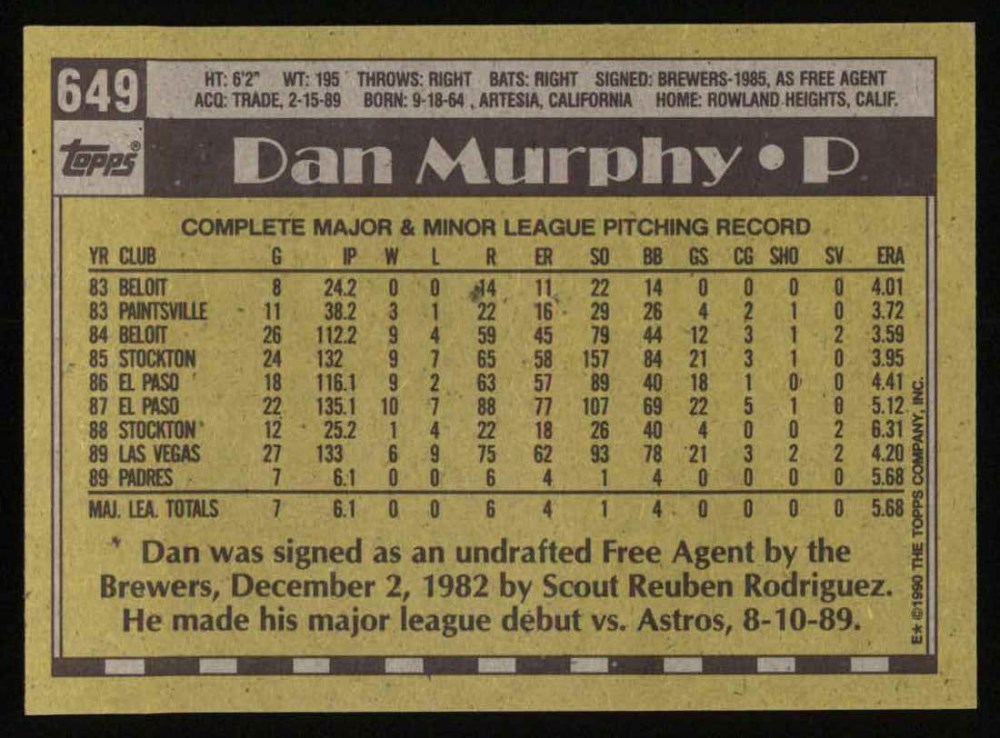 649
HT: 6'2" WT: 195 THROWS: RIGHT BATS: RIGHT SIGNED: BREWERS-1985, AS FREE AGENT
ACQ: TRADE, 2-15-89 BORN: 9-18-64, ARTESIA, CALIFORNIA HOME: ROWLAND HEIGHTS, CALIF.
topps®
Dan Murphy • P
COMPLETE MAJOR & MINOR LEAGUE PITCHING RECORD
YR CLUB G IP W L R ER SO BB GS CG SHO SV ERA
83 BELOIT 8 24.2 0 0 14 11 22 14 0 0 0 0 4.01
83 PAINTSVILLE 11 38.2 3 1 22 16 29 26 4 2 1 0 3.72
84 BELOIT 26 112.2 9 4 59 45 79 44 12 3 1 2 3.59
85 STOCKTON 24 132 9 7 65 58 157 84 21 3 1 0 3.95
86 EL PASO 18 116.1 9 2 63 57 89 40 18 1 0 0 4.41
87 EL PASO 22 135.1 10 7 88 77 107 69 22 5 1 0 5.12
88 STOCKTON 12 25.2 1 4 22 18 26 40 4 0 0 2 6.31
89 LAS VEGAS 27 133 6 9 75 62 93 78 21 3 2 2 4.20
89 PADRES 7 6.1 0 0 6 4 1 4 0 0 0 0 5.68
MAJ. LEA. TOTALS 7 6.1 0 0 6 4 1 4 0 0 0 0 5.68
Dan was signed as an undrafted Free Agent by the
Brewers, December 2, 1982 by Scout Reuben Rodriguez.
He made his major league debut vs. Astros, 8-10-89.
E* ©1990 THE TOPPS COMPANY, INC.